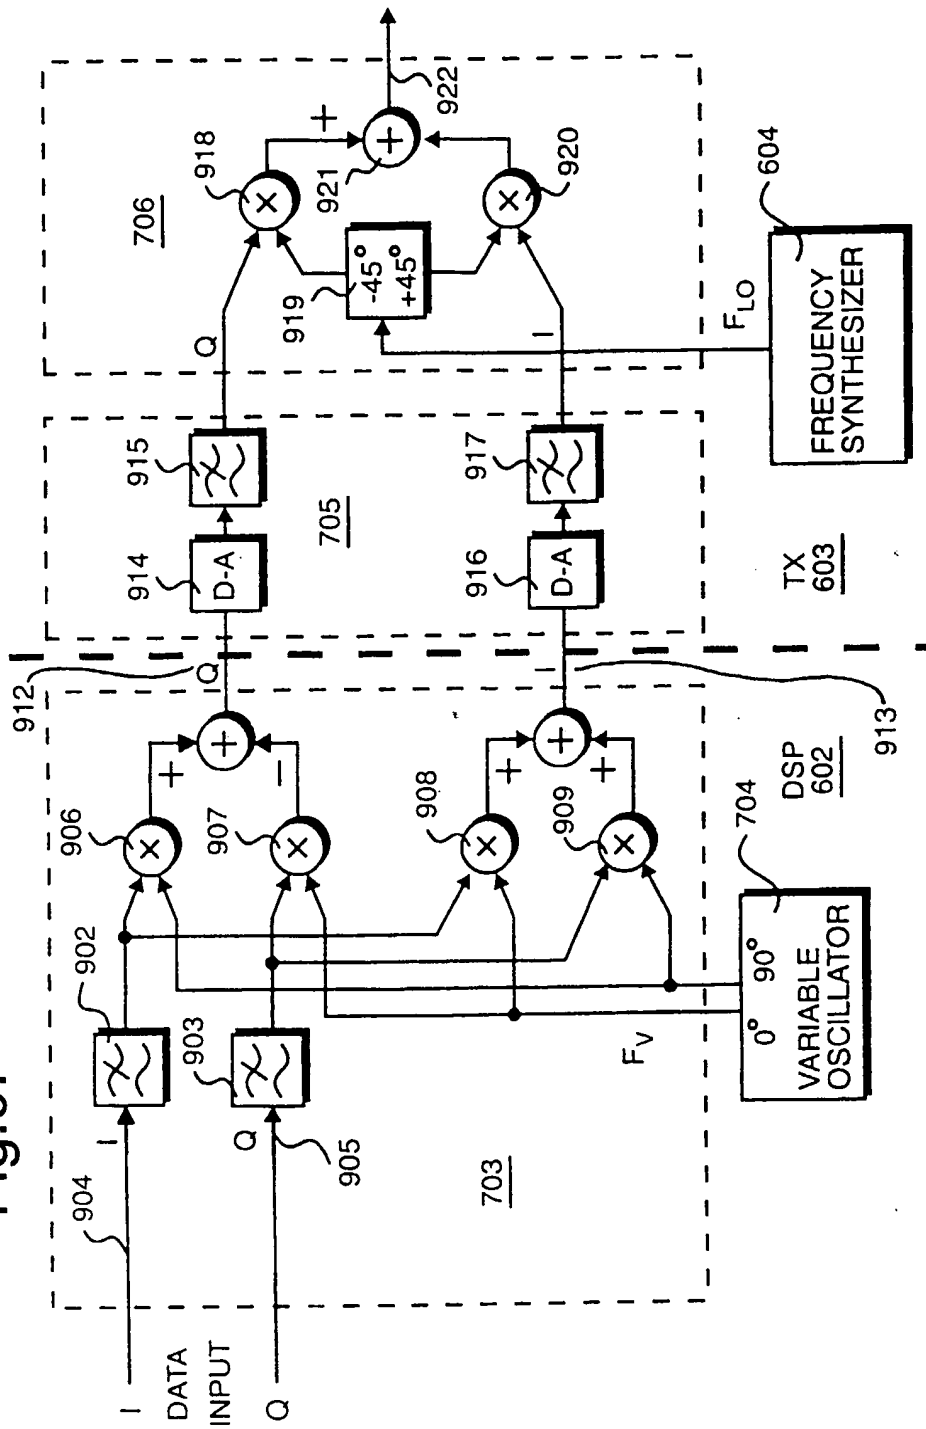 Fig.9.
904
I
902
I
DATA
INPUT
Q
Q
903
905
703
906
907
908
909
912
Q
I
913
F_V
0° 90°
VARIABLE
OSCILLATOR
704
DSP
602
914
D-A
915
705
916
D-A
917
TX
603
Q
I
706
918
919
-45°
+45°
921
920
922
F_LO
FREQUENCY
SYNTHESIZER
604
+
-
+
+
+